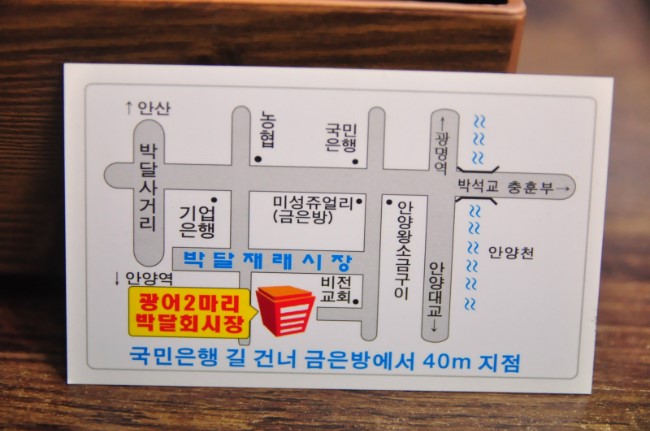 ↑안산
농협
국민
은행
↑광명역
박달사거리
박석교 충훈부→
기업
은행
미성쥬얼리
(금은방)
안양왕소금구이
안양천
박달재래시장
↓안양역
비전
교회
안양대교↓
광어2마리
박달회시장
국민은행 길 건너 금은방에서 40m 지점